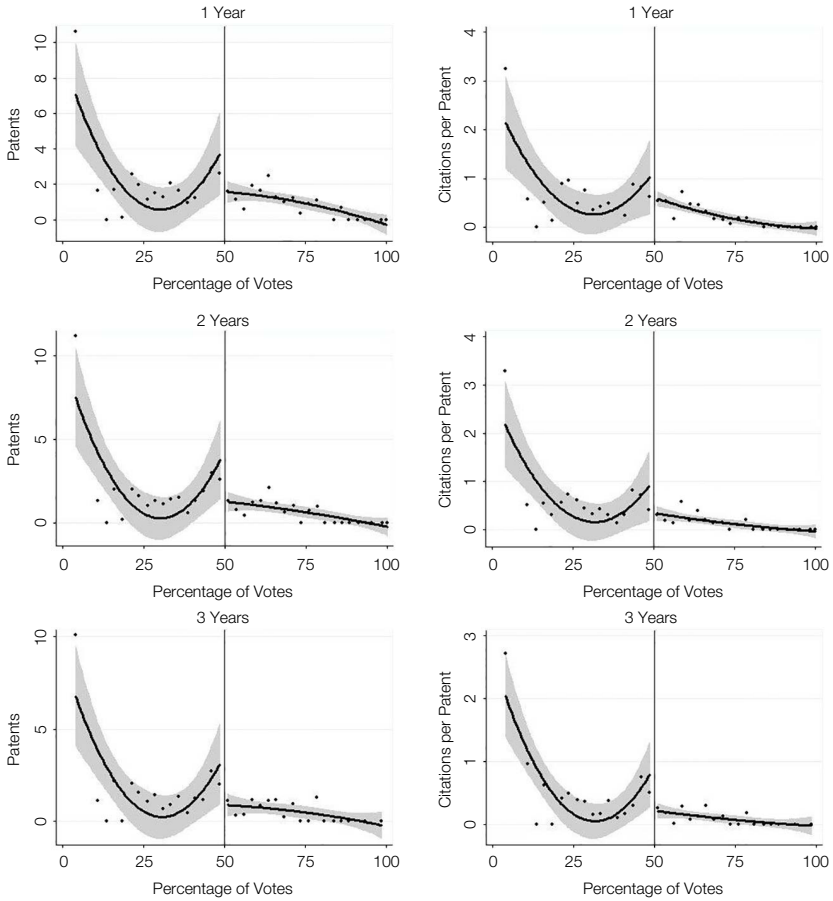 1 Year
Patents
10
8
6
4
2
0
0 25 50 75 100
Percentage of Votes
1 Year
Citations per Patent
4
3
2
1
0
0 25 50 75 100
Percentage of Votes
2 Years
Patents
10
5
0
0 25 50 75 100
Percentage of Votes
2 Years
Citations per Patent
4
3
2
1
0
0 25 50 75 100
Percentage of Votes
3 Years
Patents
10
5
0
0 25 50 75 100
Percentage of Votes
3 Years
Citations per Patent
3
2
1
0
0 25 50 75 100
Percentage of Votes